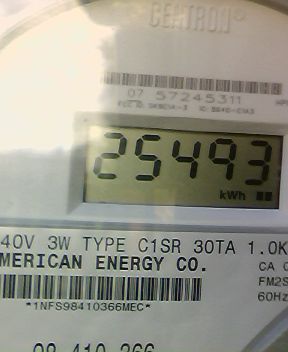 CENTRON®
07 57245311
25493
kWh
40V 3W TYPE C1SR 30TA 1.0K
MERICAN ENERGY CO.
CA 0
FM2S
60Hz
*1NFS98410366MEC*
98 410 366